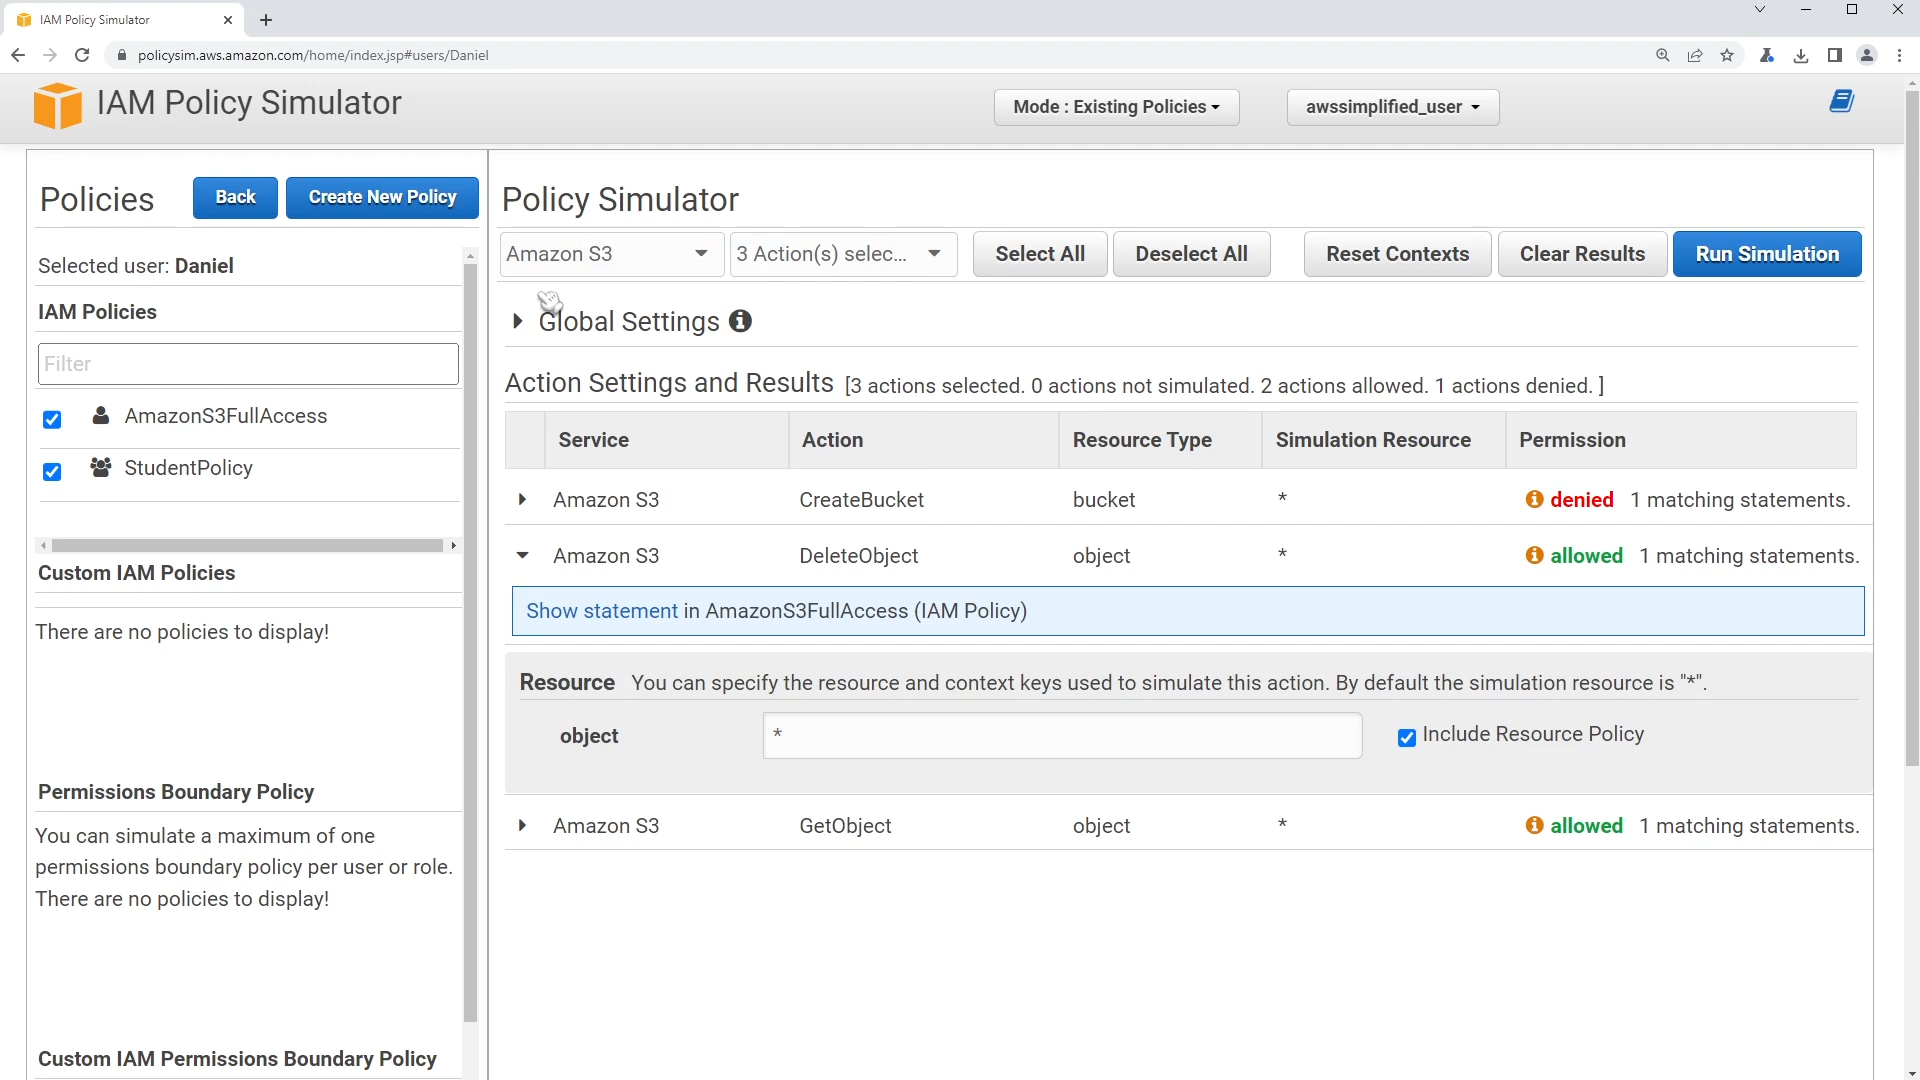 IAM Policy Simulator
policysim.aws.amazon.com/home/index.jsp#users/Daniel
IAM Policy Simulator
Mode : Existing Policies
awssimplified_user
Policies
Back
Create New Policy
Selected user: Daniel
IAM Policies
Filter
AmazonS3FullAccess
StudentPolicy
Custom IAM Policies
There are no policies to display!
Permissions Boundary Policy
You can simulate a maximum of one
permissions boundary policy per user or role.
There are no policies to display!
Custom IAM Permissions Boundary Policy
Policy Simulator
Amazon S3
3 Action(s) selec...
Select All
Deselect All
Reset Contexts
Clear Results
Run Simulation
Global Settings
Action Settings and Results [3 actions selected. 0 actions not simulated. 2 actions allowed. 1 actions denied. ]
Service Action Resource Type Simulation Resource Permission
Amazon S3 CreateBucket bucket * denied 1 matching statements.
Amazon S3 DeleteObject object * allowed 1 matching statements.
Show statement in AmazonS3FullAccess (IAM Policy)
Resource You can specify the resource and context keys used to simulate this action. By default the simulation resource is "*".
object * Include Resource Policy
Amazon S3 GetObject object * allowed 1 matching statements.